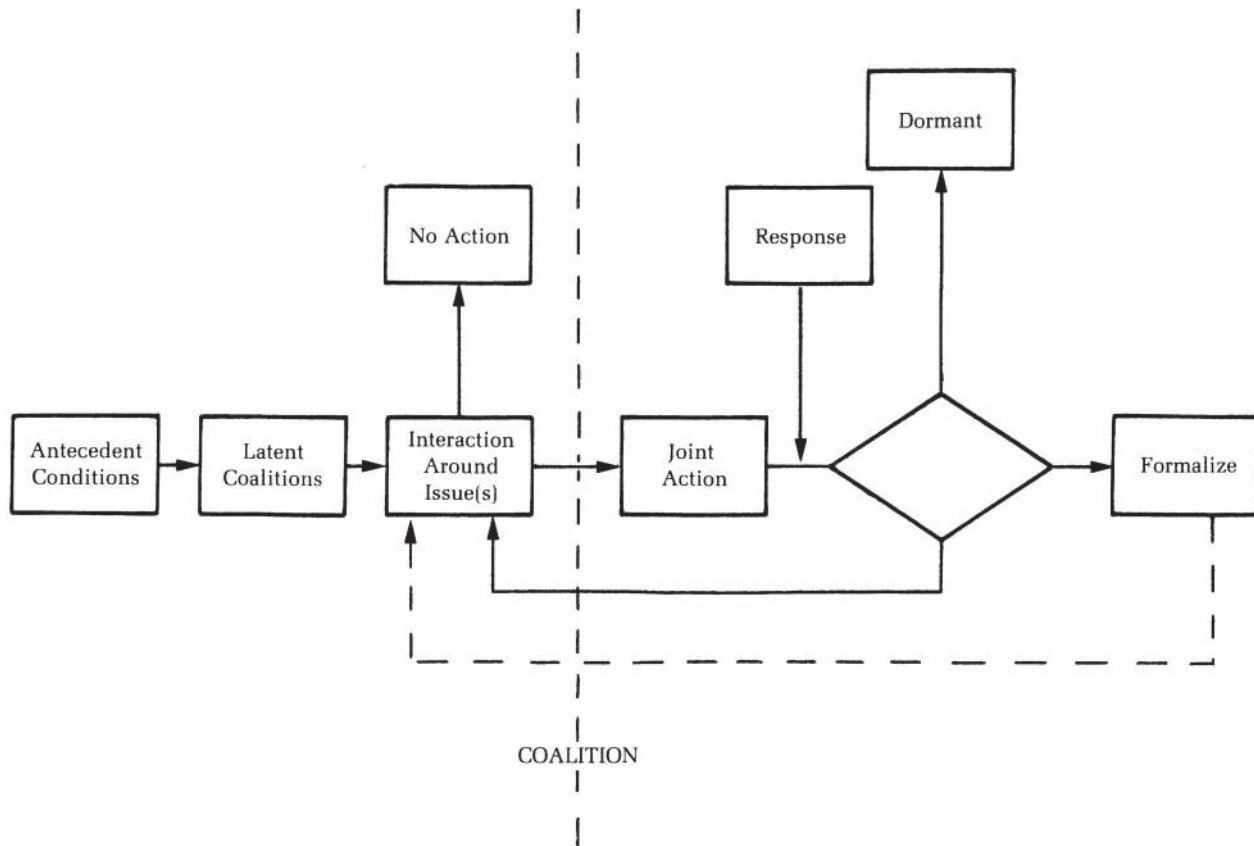 Dormant
No Action
Response
Antecedent
Conditions
Latent
Coalitions
Interaction
Around
Issue(s)
Joint
Action
Formalize
COALITION